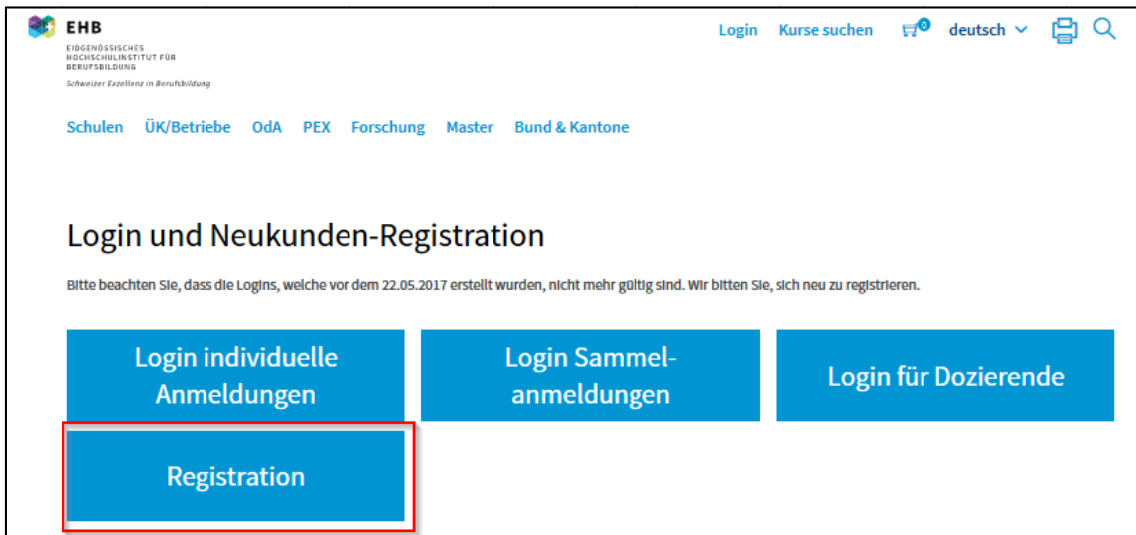 EHB
EIDGENÖSSISCHES
HOCHSCHULINSTITUT FÜR
BERUFSBILDUNG
Schweizer Exzellenz in Berufsbildung
Login Kurse suchen 0 deutsch
Schulen ÜK/Betriebe OdA PEX Forschung Master Bund & Kantone
Login und Neukunden-Registration
Bitte beachten Sie, dass die Logins, welche vor dem 22.05.2017 erstellt wurden, nicht mehr gültig sind. Wir bitten Sie, sich neu zu registrieren.
Login individuelle
Anmeldungen
Login Sammel-
anmeldungen
Login für Dozierende
Registration